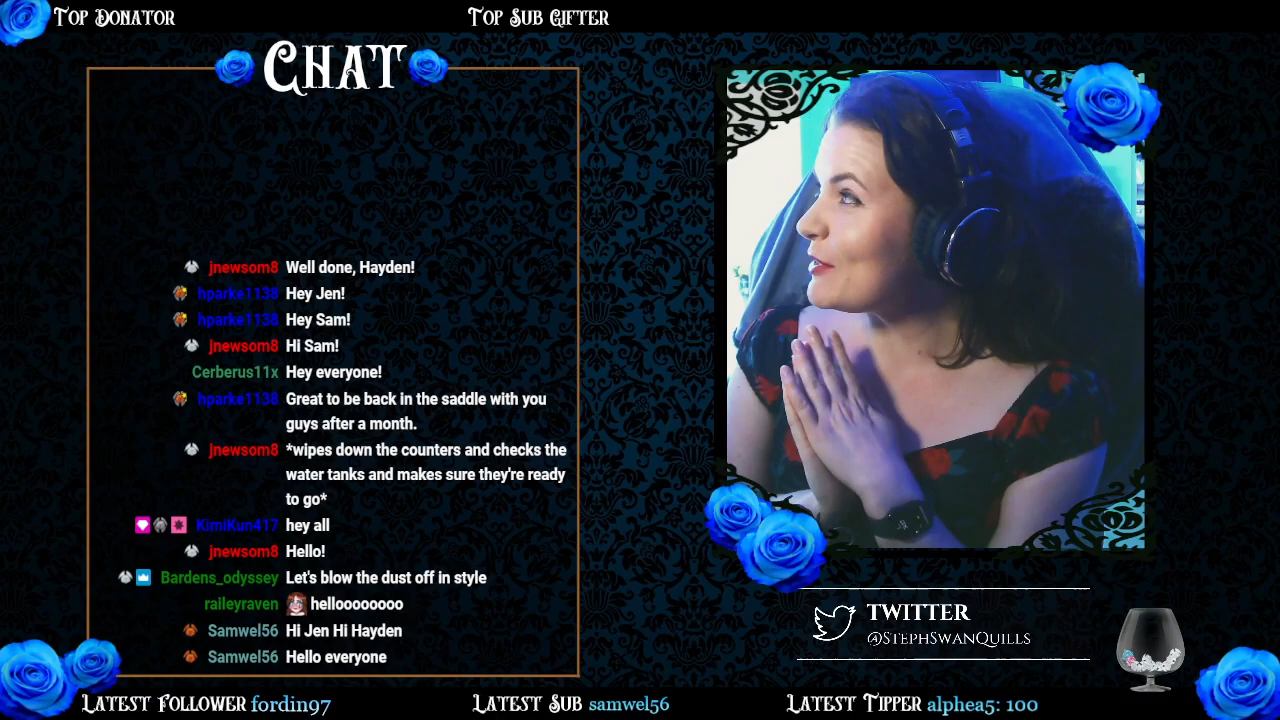 Top Donator
Top Sub Gifter
Chat
jnewsom8 Well done, Hayden!
hparke1138 Hey Jen!
hparke1138 Hey Sam!
jnewsom8 Hi Sam!
Cerberus11x Hey everyone!
hparke1138 Great to be back in the saddle with you
guys after a month.
jnewsom8 *wipes down the counters and checks the
water tanks and makes sure they're ready
to go*
KimiKun417 hey all
jnewsom8 Hello!
Bardens_odyssey Let's blow the dust off in style
raileyraven helloooooooo
Samwel56 Hi Jen Hi Hayden
Samwel56 Hello everyone
Twitter
@StephSwanQuills
Latest Follower fordin97
Latest Sub samwel56
Latest Tipper alphea5: 100